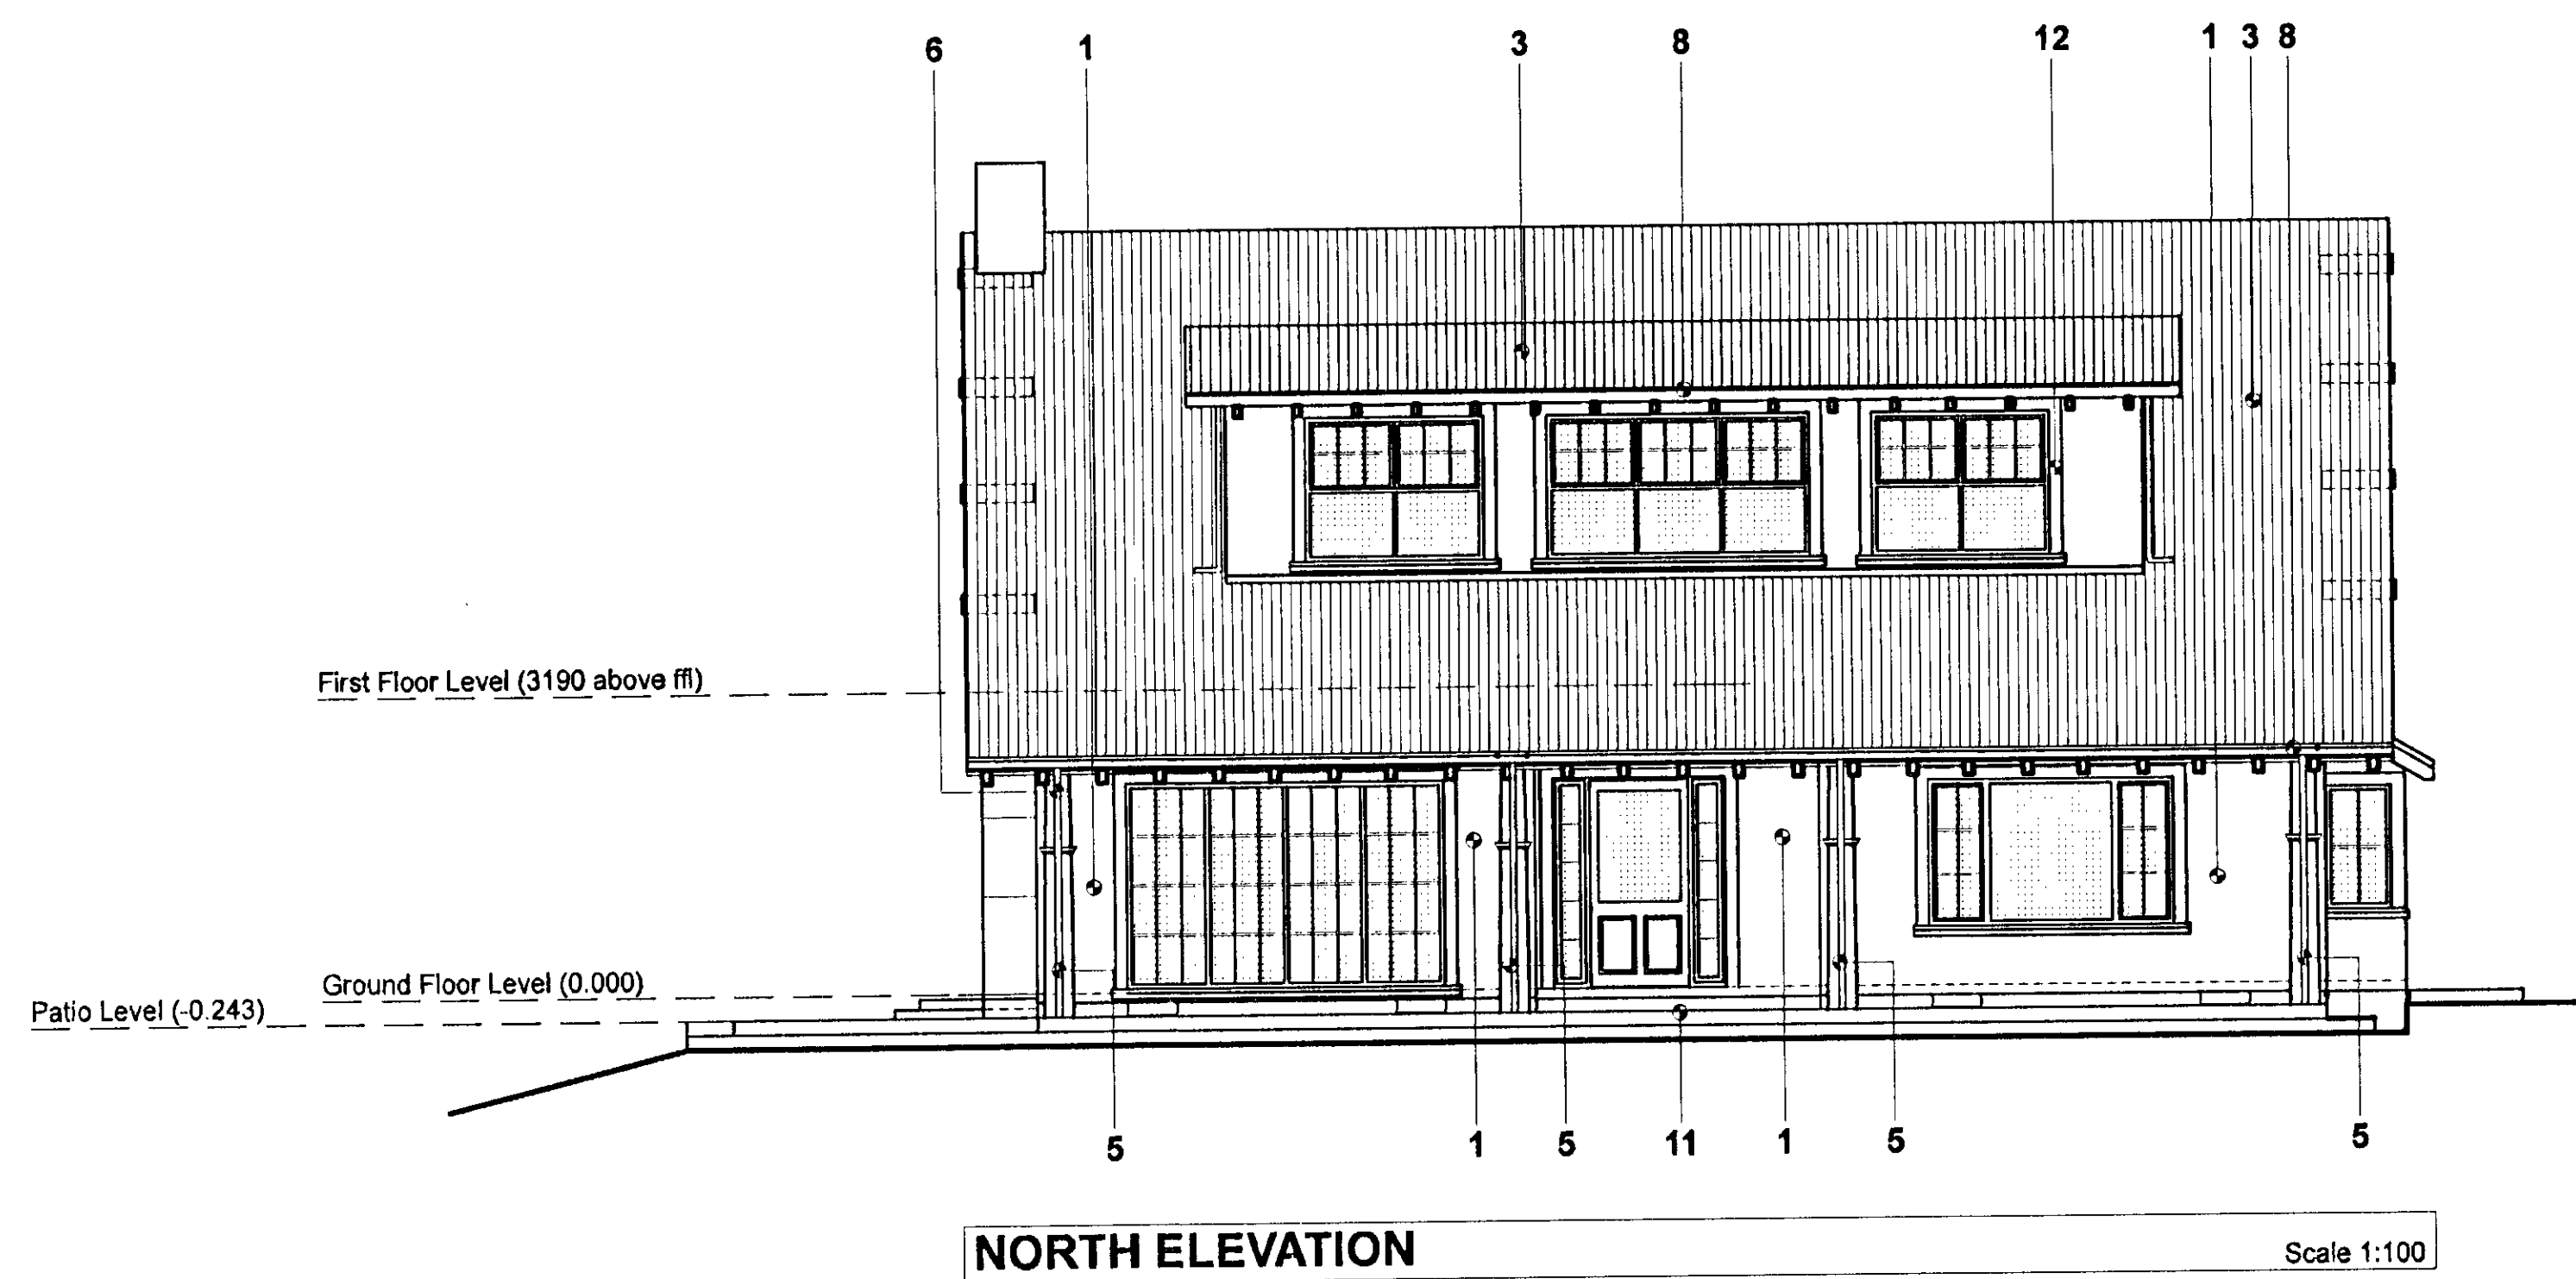 6 1 3 8 12 1 3 8
First Floor Level (3190 above ffl)
Ground Floor Level (0.000)
Patio Level (-0.243)
5 1 5 11 1 5 5
NORTH ELEVATION
Scale 1:100